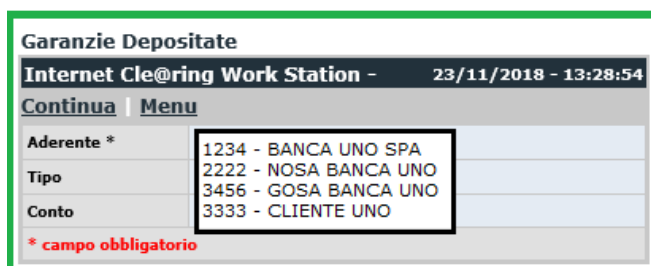 Garanzie Depositate
Internet Cle@ring Work Station - 23/11/2018 - 13:28:54
Continua | Menu
Aderente *
1234 - BANCA UNO SPA
2222 - NOSA BANCA UNO
Tipo
3456 - GOSA BANCA UNO
Conto
3333 - CLIENTE UNO
* campo obbligatorio